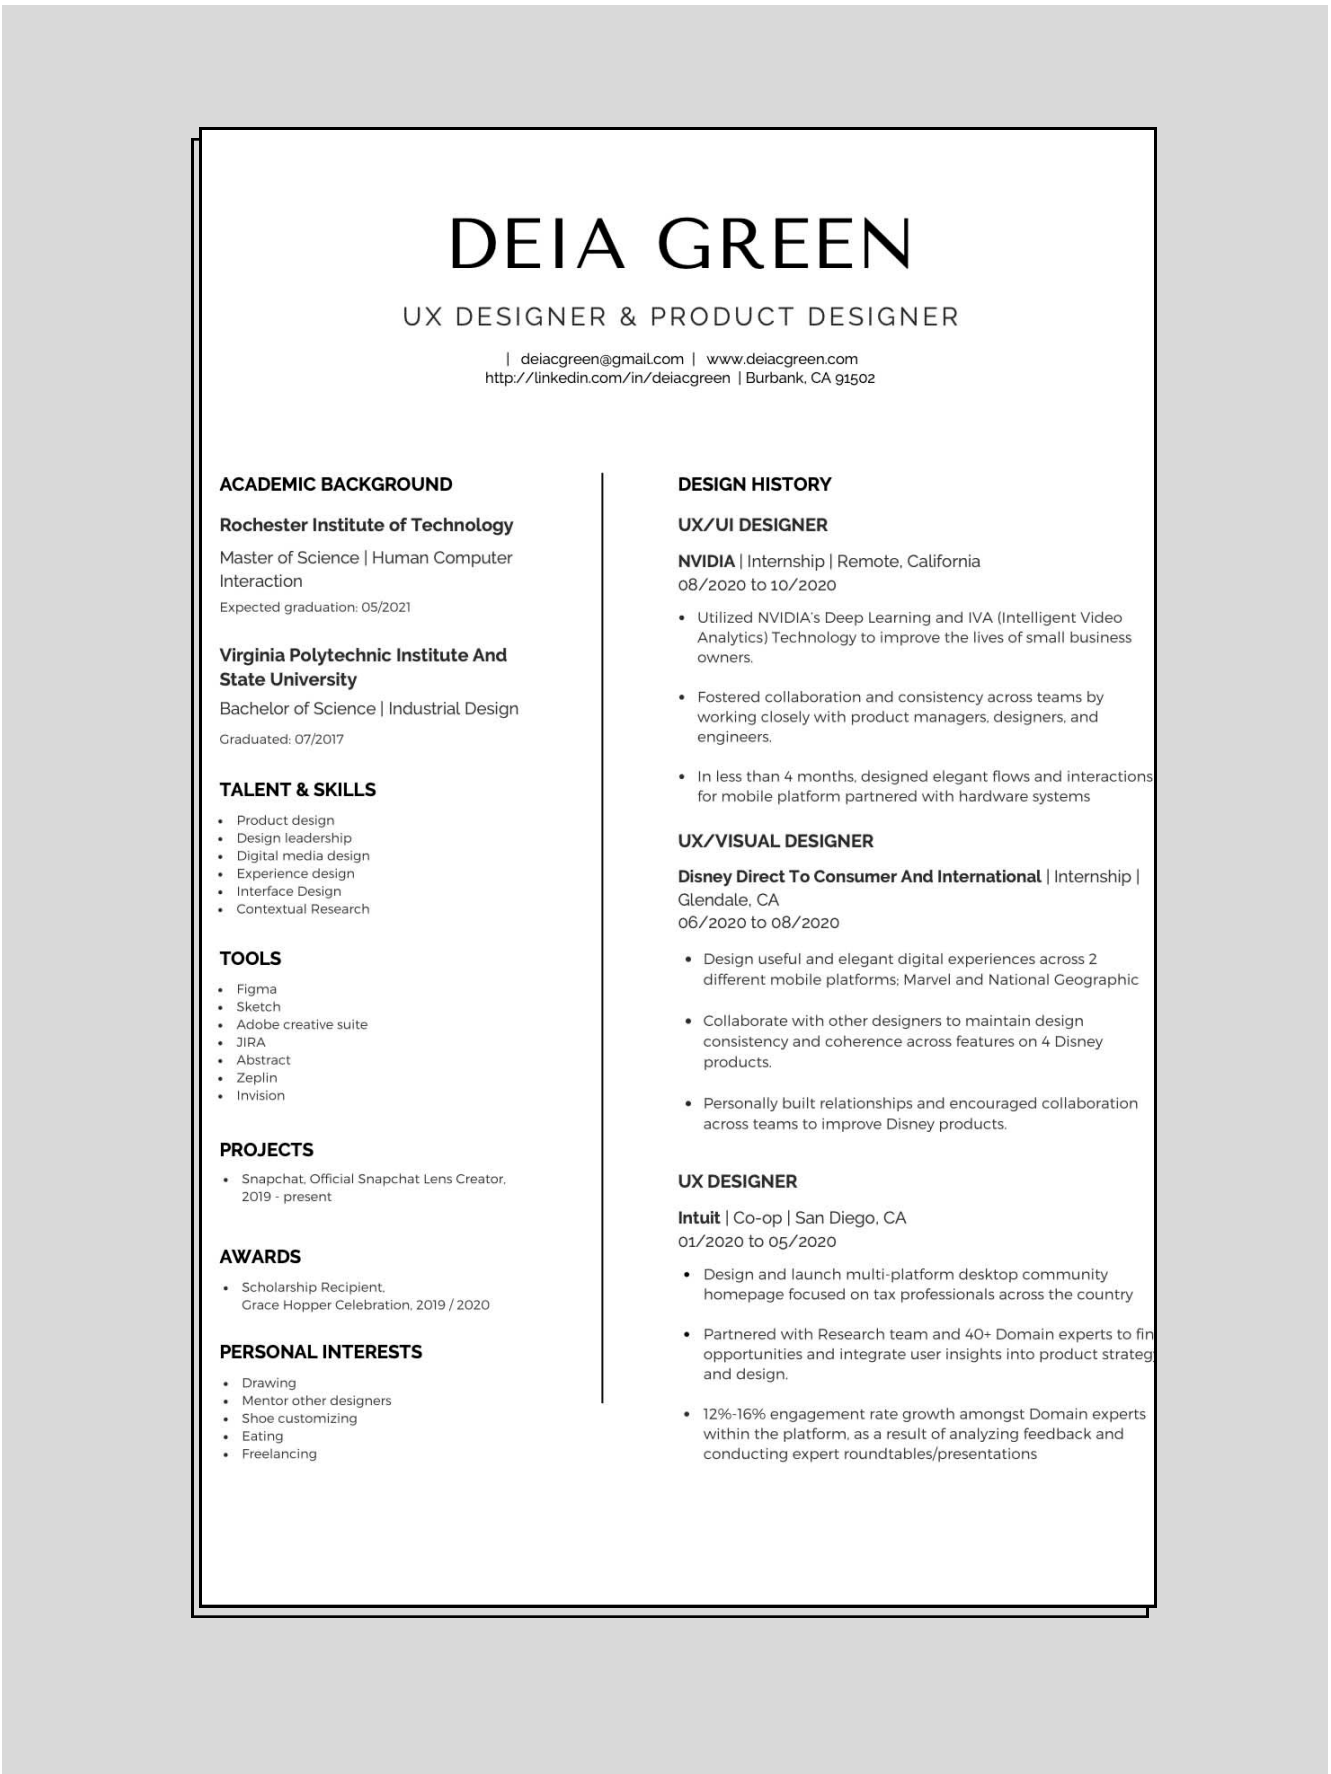 DEIA GREEN
UX DESIGNER & PRODUCT DESIGNER
| deiacgreen@gmail.com | www.deiacgreen.com
http://linkedin.com/in/deiacgreen | Burbank, CA 91502
ACADEMIC BACKGROUND
Rochester Institute of Technology
Master of Science | Human Computer
Interaction
Expected graduation: 05/2021
Virginia Polytechnic Institute And
State University
Bachelor of Science | Industrial Design
Graduated: 07/2017
TALENT & SKILLS
• Product design
• Design leadership
• Digital media design
• Experience design
• Interface Design
• Contextual Research
TOOLS
• Figma
• Sketch
• Adobe creative suite
• JIRA
• Abstract
• Zeplin
• Invision
PROJECTS
• Snapchat, Official Snapchat Lens Creator,
2019 - present
AWARDS
• Scholarship Recipient,
Grace Hopper Celebration, 2019 / 2020
PERSONAL INTERESTS
• Drawing
• Mentor other designers
• Shoe customizing
• Eating
• Freelancing
DESIGN HISTORY
UX/UI DESIGNER
NVIDIA | Internship | Remote, California
08/2020 to 10/2020
• Utilized NVIDIA's Deep Learning and IVA (Intelligent Video
Analytics) Technology to improve the lives of small business
owners.
• Fostered collaboration and consistency across teams by
working closely with product managers, designers, and
engineers.
• In less than 4 months, designed elegant flows and interactions
for mobile platform partnered with hardware systems
UX/VISUAL DESIGNER
Disney Direct To Consumer And International | Internship |
Glendale, CA
06/2020 to 08/2020
• Design useful and elegant digital experiences across 2
different mobile platforms; Marvel and National Geographic
• Collaborate with other designers to maintain design
consistency and coherence across features on 4 Disney
products.
• Personally built relationships and encouraged collaboration
across teams to improve Disney products.
UX DESIGNER
Intuit | Co-op | San Diego, CA
01/2020 to 05/2020
• Design and launch multi-platform desktop community
homepage focused on tax professionals across the country
• Partnered with Research team and 40+ Domain experts to fin
opportunities and integrate user insights into product strateg
and design.
• 12%-16% engagement rate growth amongst Domain experts
within the platform, as a result of analyzing feedback and
conducting expert roundtables/presentations